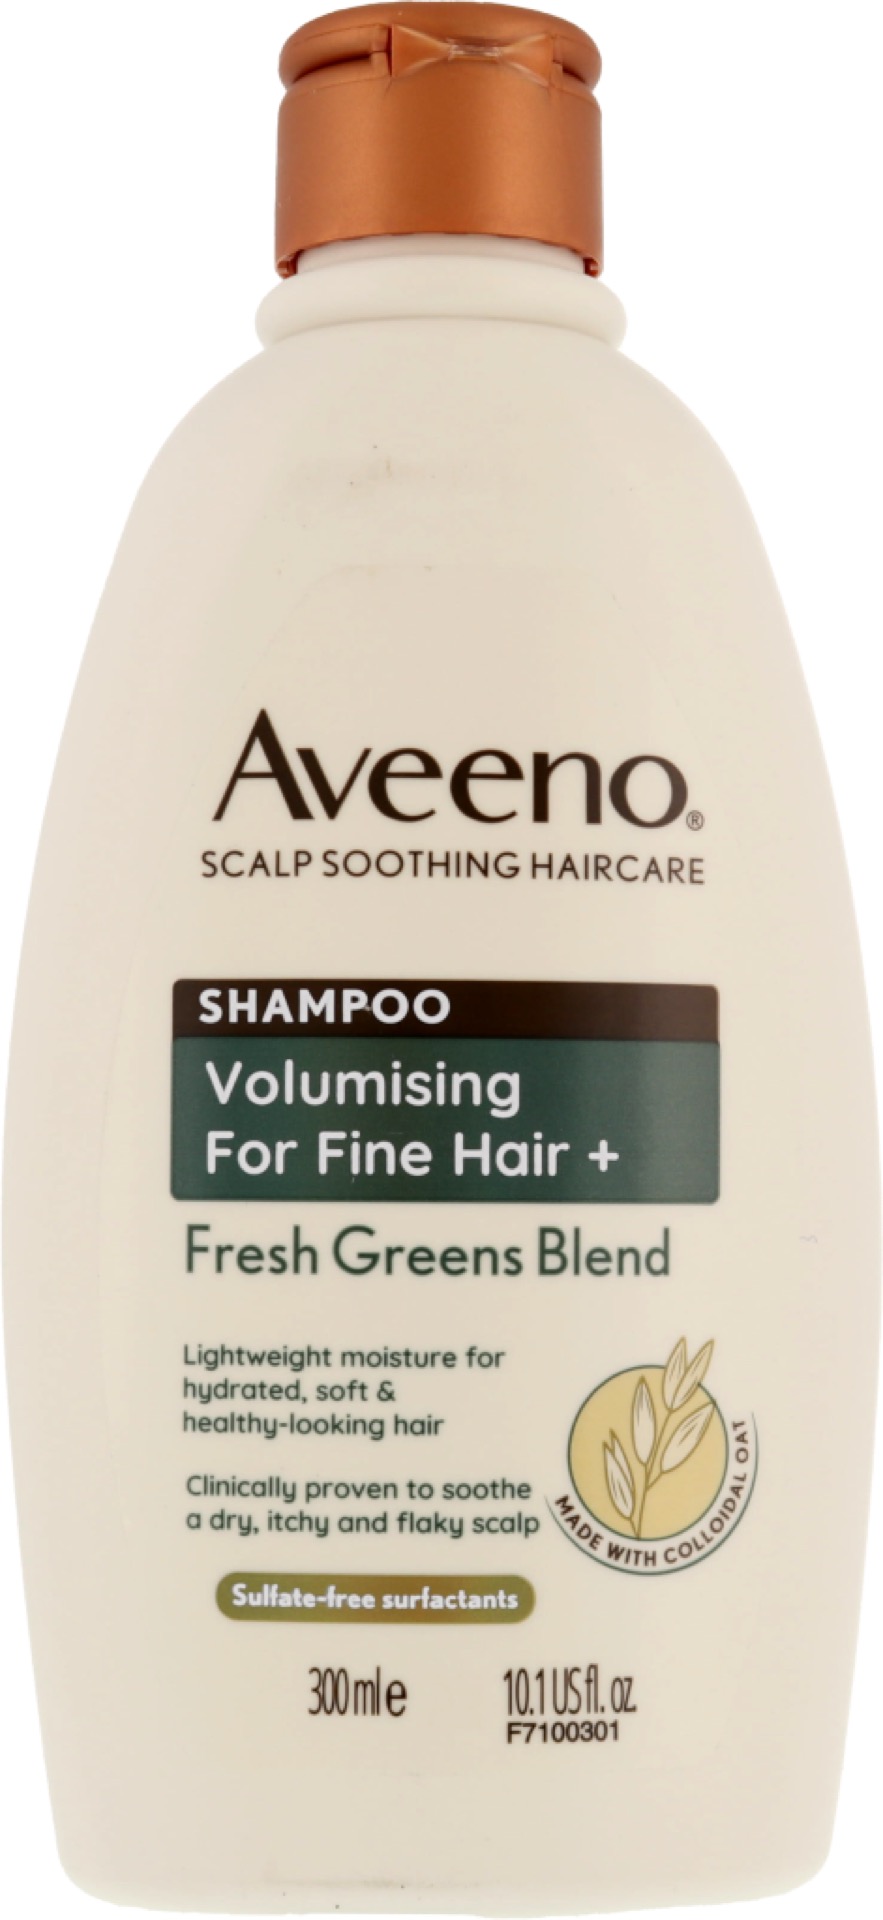 Aveeno®
SCALP SOOTHING HAIRCARE
SHAMPOO
Volumising
For Fine Hair +
Fresh Greens Blend
Lightweight moisture for
hydrated, soft &
healthy-looking hair
Clinically proven to soothe
a dry, itchy and flaky scalp
MADE WITH COLLOIDAL OAT
Sulfate-free surfactants
300ml e 10.1 US fl. oz
F7100301